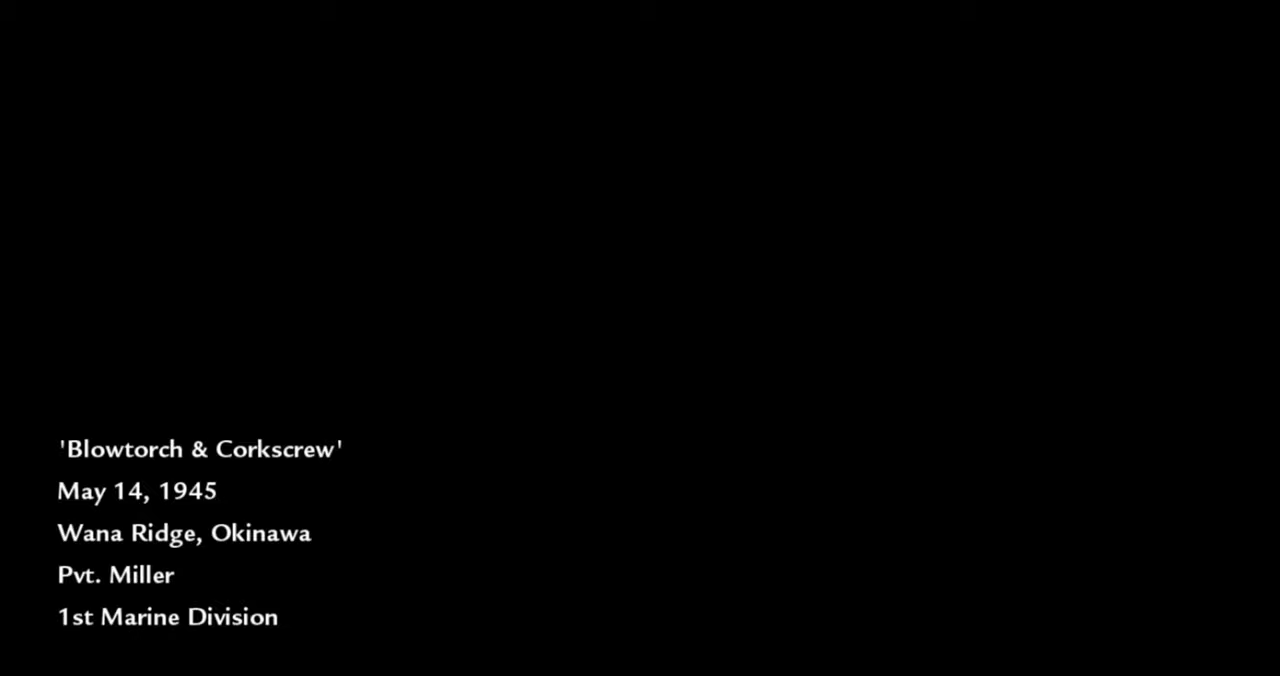 'Blowtorch & Corkscrew'
May 14, 1945
Wana Ridge, Okinawa
Pvt. Miller
1st Marine Division